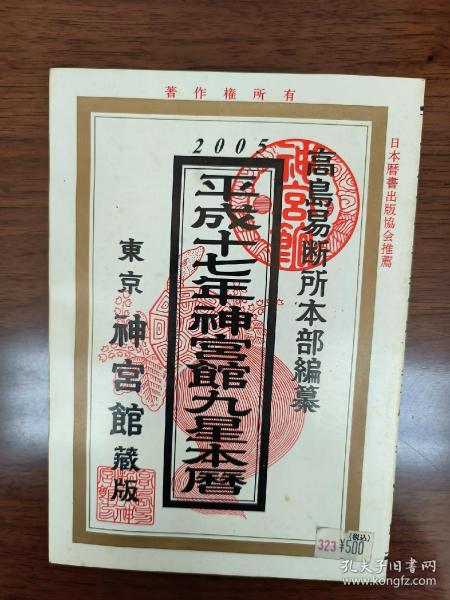 有所権作著
日本暦書出版協会推薦
2005
高島易断所本部編纂
平成十七年神宮館九星本暦
東京 神宮館 藏版
神宮館
(税込)
323 ¥500
孔夫子旧书网
www.kongfz.com